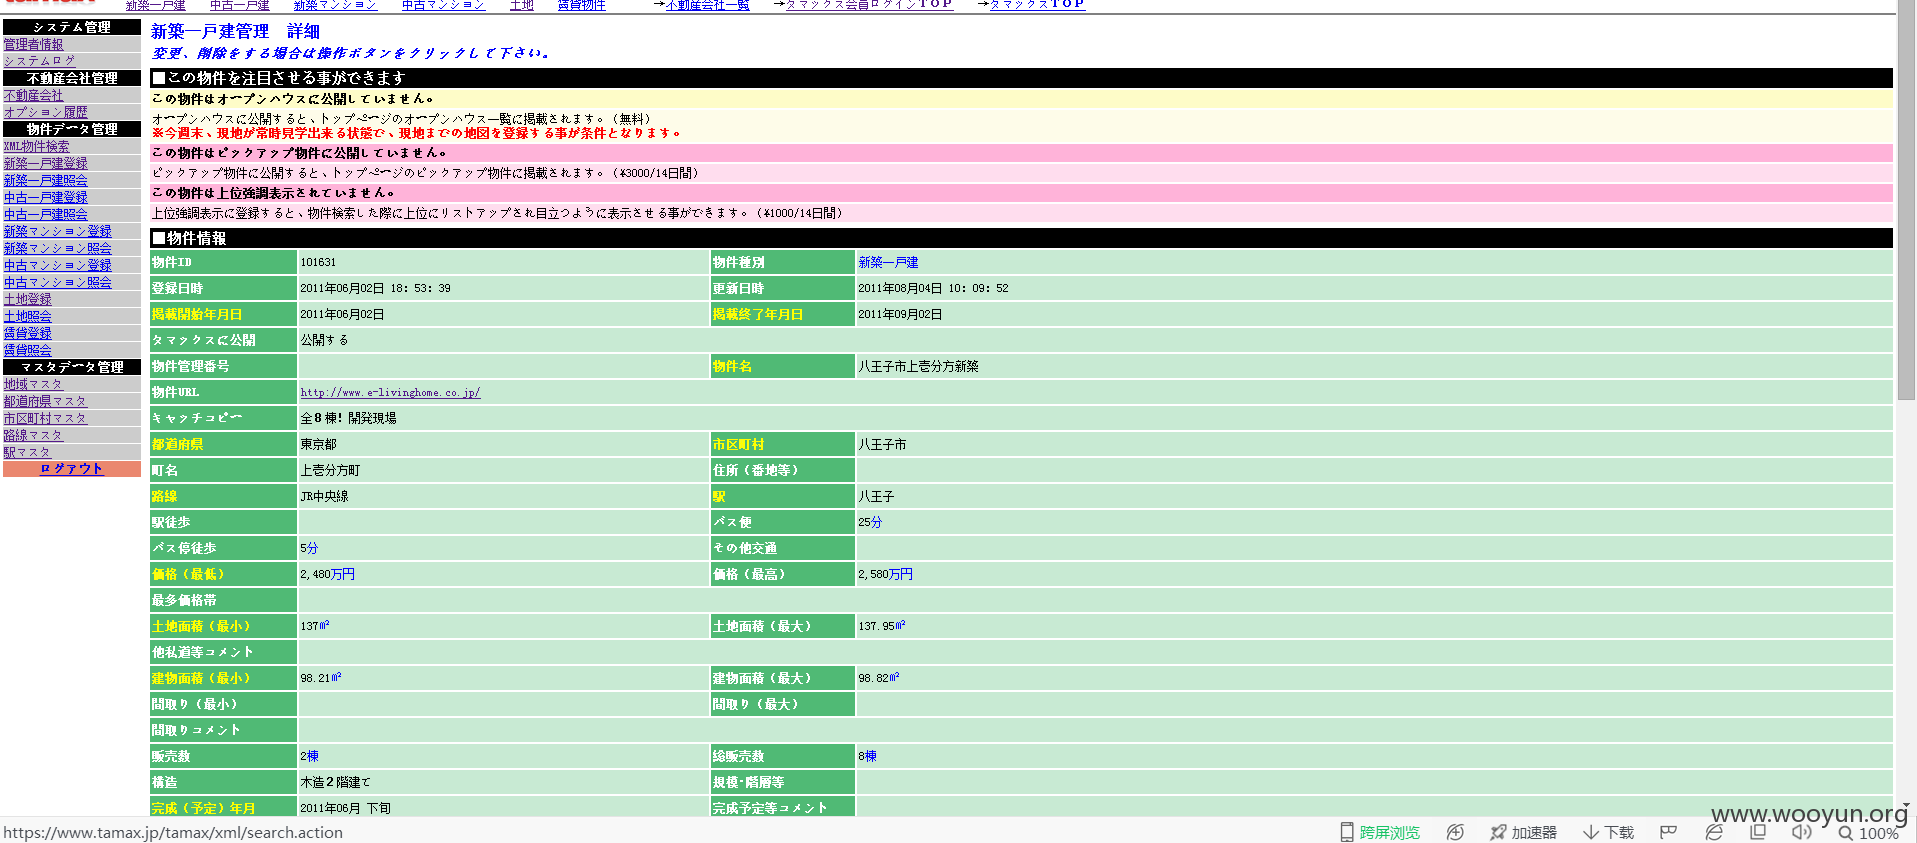 新築一戸建 中古一戸建 新築マンション 中古マンション 土地 賃貸物件 →不動産会社一覧 →タマックス会員ログインTOP →タマックスTOP
システム管理
管理者情報
システムログ
不動産会社管理
不動産会社
オプション履歴
物件データ管理
XML物件検索
新築一戸建登録
新築一戸建照会
中古一戸建登録
中古一戸建照会
新築マンション登録
新築マンション照会
中古マンション登録
中古マンション照会
土地登録
土地照会
賃貸登録
賃貸照会
マスタデータ管理
地域マスタ
都道府県マスタ
市区町村マスタ
路線マスタ
駅マスタ
ログアウト
新築一戸建管理 詳細
変更、削除をする場合は操作ボタンをクリックして下さい。
■この物件を注目させる事ができます
この物件はオープンハウスに公開していません。
オープンハウスに公開すると、トップページのオープンハウス一覧に掲載されます。（無料）
※今週末、現地が常時見学出来る状態で、現地までの地図を登録する事が条件となります。
この物件はピックアップ物件に公開していません。
ピックアップ物件に公開すると、トップページのピックアップ物件に掲載されます。（¥3000/14日間）
この物件は上位強調表示されていません。
上位強調表示に登録すると、物件検索した際に上位にリストアップされ目立つように表示させる事ができます。（¥1000/14日間）
■物件情報
物件ID 101631 物件種別 新築一戸建
登録日時 2011年06月02日 18：53：39 更新日時 2011年08月04日 10：09：52
掲載開始年月日 2011年06月02日 掲載終了年月日 2011年09月02日
タマックスに公開 公開する
物件管理番号 物件名 八王子市上壱分方新築
物件URL http://www.e-livinghome.co.jp/
キャッチコピー 全8棟！開発現場
都道府県 東京都 市区町村 八王子市
町名 上壱分方町 住所（番地等）
路線 JR中央線 駅 八王子
駅徒歩 バス便 25分
バス停徒歩 5分 その他交通
価格（最低） 2,480万円 価格（最高） 2,580万円
最多価格帯
土地面積（最小） 137㎡ 土地面積（最大） 137.95㎡
他私道等コメント
建物面積（最小） 98.21㎡ 建物面積（最大） 98.82㎡
間取り（最小） 間取り（最大）
間取りコメント
販売数 2棟 総販売数 8棟
構造 木造２階建て 規模・階層等
完成（予定）年月 2011年06月 下旬 完成予定等コメント
www.wooyun.org
https://www.tamax.jp/tamax/xml/search.action 跨屏浏览 加速器 下载 100%